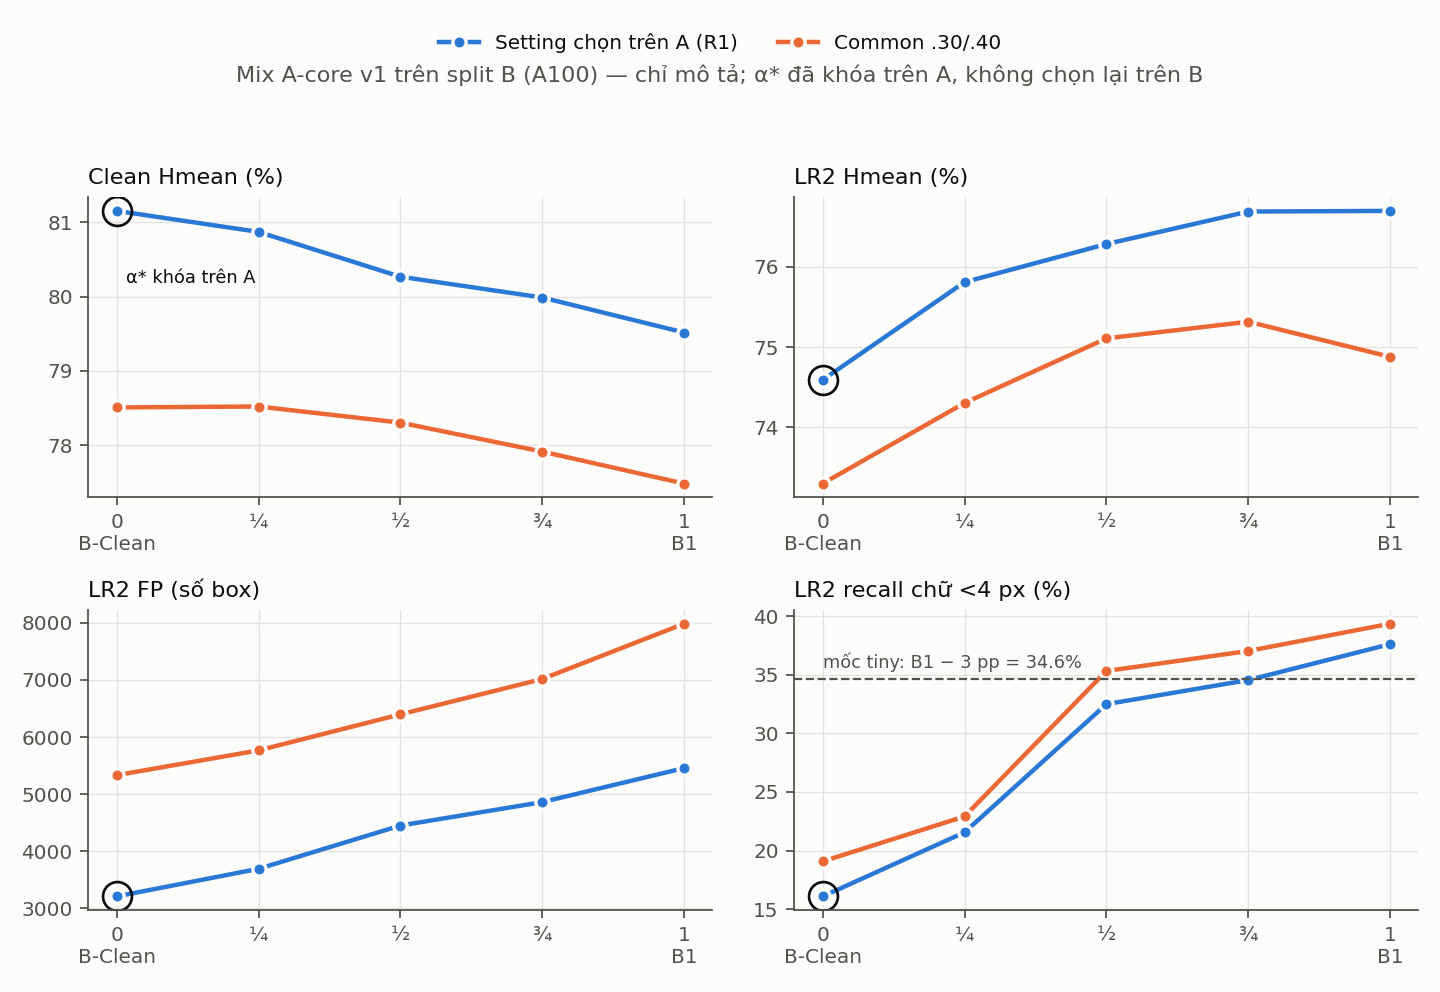 Setting chọn trên A (R1) Common .30/.40
Mix A-core v1 trên split B (A100) — chỉ mô tả; α* đã khóa trên A, không chọn lại trên B
Clean Hmean (%)
81
80
79
78
α* khóa trên A
0 ¼ ½ ¾ 1
B-Clean B1
LR2 Hmean (%)
76
75
74
0 ¼ ½ ¾ 1
B-Clean B1
LR2 FP (số box)
8000
7000
6000
5000
4000
3000
0 ¼ ½ ¾ 1
B-Clean B1
LR2 recall chữ <4 px (%)
40
35
30
25
20
15
mốc tiny: B1 − 3 pp = 34.6%
0 ¼ ½ ¾ 1
B-Clean B1